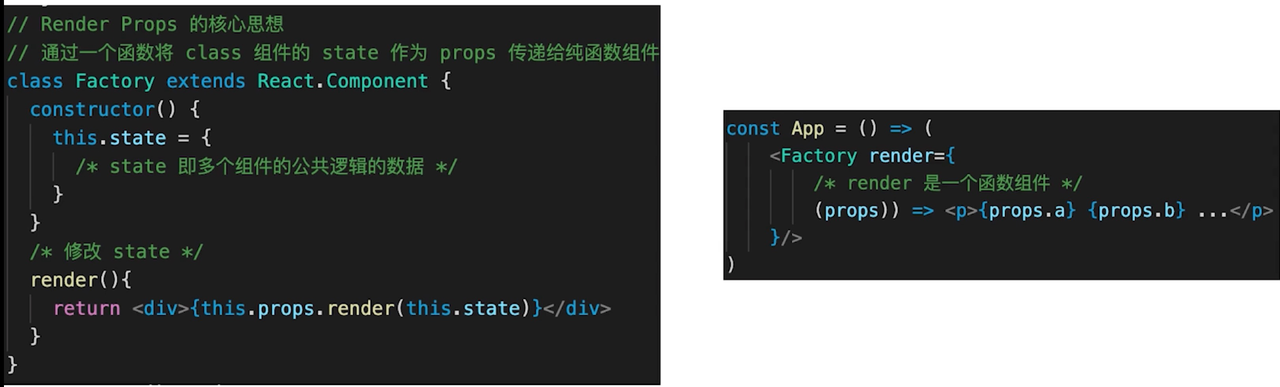 // Render Props 的核心思想
// 通过一个函数将 class 组件的 state 作为 props 传递给纯函数组件
class Factory extends React.Component {
constructor() {
this.state = {
/* state 即多个组件的公共逻辑的数据 */
}
}
/* 修改 state */
render(){
return <div>{this.props.render(this.state)}</div>
}
}
const App = () => (
<Factory render={
/* render 是一个函数组件 */
(props)) => <p>{props.a} {props.b} ...</p>
}/>
)